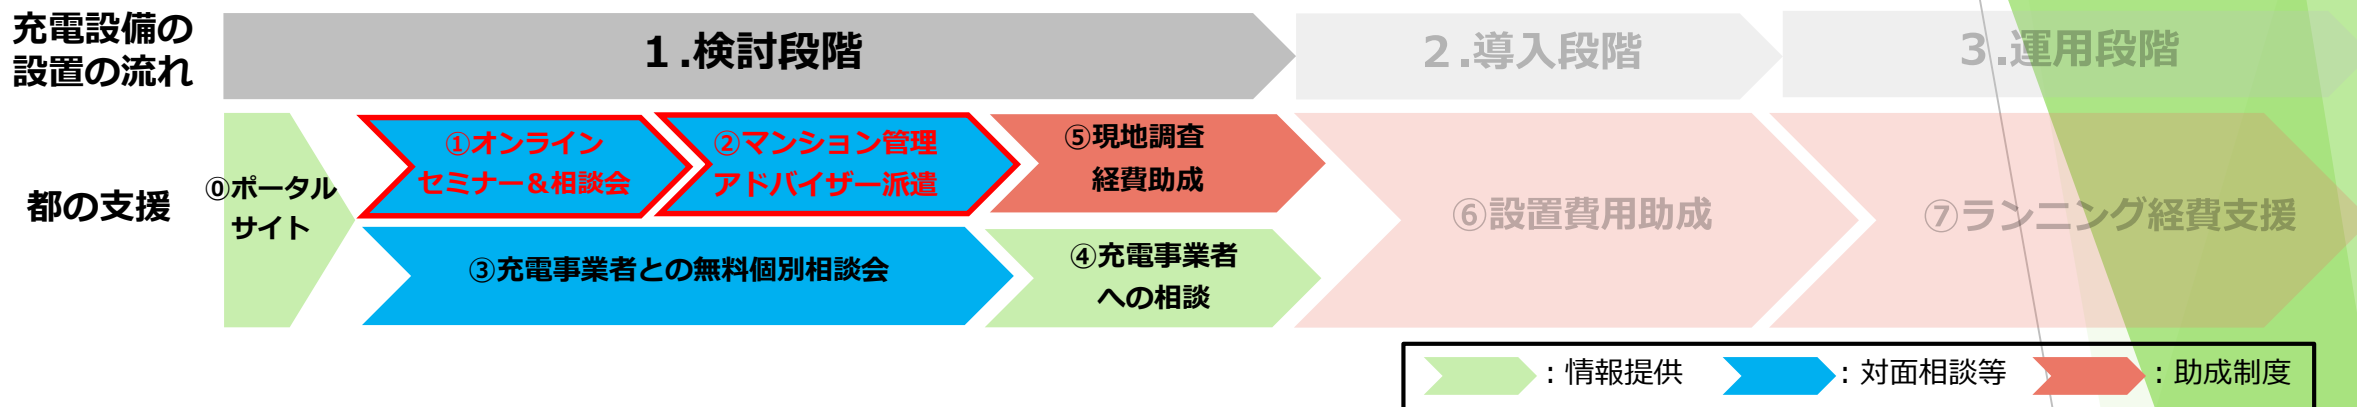 充電設備の
設置の流れ
１.検討段階
２.導入段階
３.運用段階
都の支援
⓪ポータル
サイト
①オンライン
セミナー＆相談会
②マンション管理
アドバイザー派遣
⑤現地調査
経費助成
③充電事業者との無料個別相談会
④充電事業者
への相談
⑥設置費用助成
⑦ランニング経費支援
：情報提供
：対面相談等
：助成制度